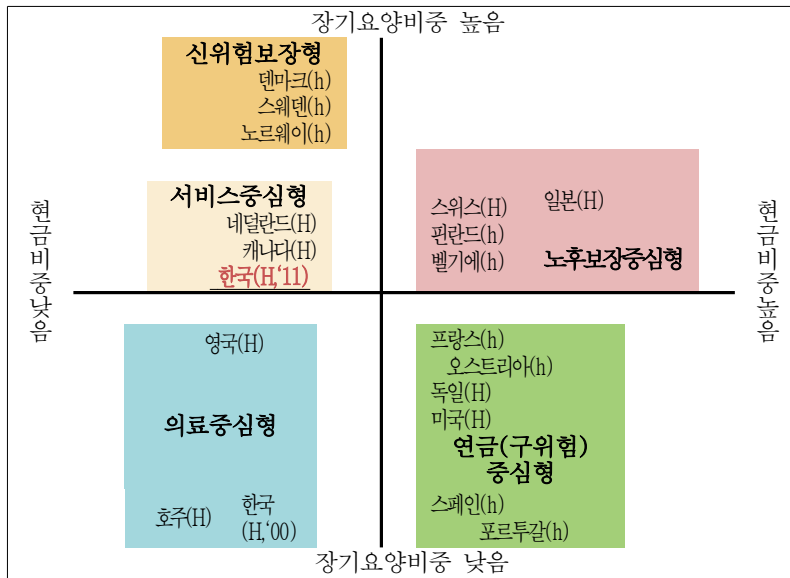 장기요양비중 높음
신위험보장형
덴마크(h)
스웨덴(h)
노르웨이(h)
서비스중심형
네덜란드(H)
캐나다(H)
한국(H,‘11)
스위스(H)
일본(H)
핀란드(h)
벨기에(h)
노후보장중심형
현금비중낮음
현금비중높음
영국(H)
의료중심형
호주(H)
한국
(H,‘00)
프랑스(h)
오스트리아(h)
독일(H)
미국(H)
연금(구위험)
중심형
스페인(h)
포르투갈(h)
장기요양비중 낮음